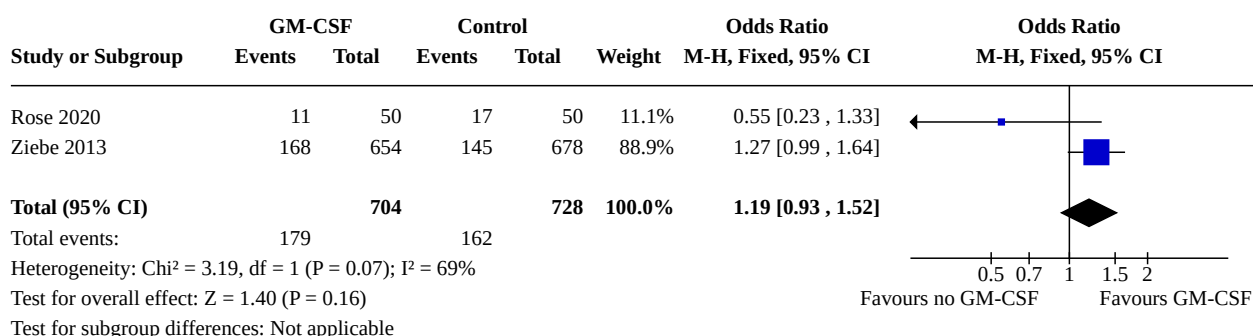 GM-CSF Control Odds Ratio Odds Ratio
Study or Subgroup Events Total Events Total Weight M-H, Fixed, 95% CI M-H, Fixed, 95% CI
Rose 2020 11 50 17 50 11.1% 0.55 [0.23 , 1.33]
Ziebe 2013 168 654 145 678 88.9% 1.27 [0.99 , 1.64]
Total (95% CI) 704 728 100.0% 1.19 [0.93 , 1.52]
Total events: 179 162
Heterogeneity: Chi² = 3.19, df = 1 (P = 0.07); I² = 69%
0.5 0.7 1 1.5 2
Test for overall effect: Z = 1.40 (P = 0.16)
Favours no GM-CSF Favours GM-CSF
Test for subgroup differences: Not applicable